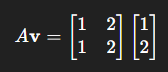 Av = [1 2; 1 2] [1; 2]